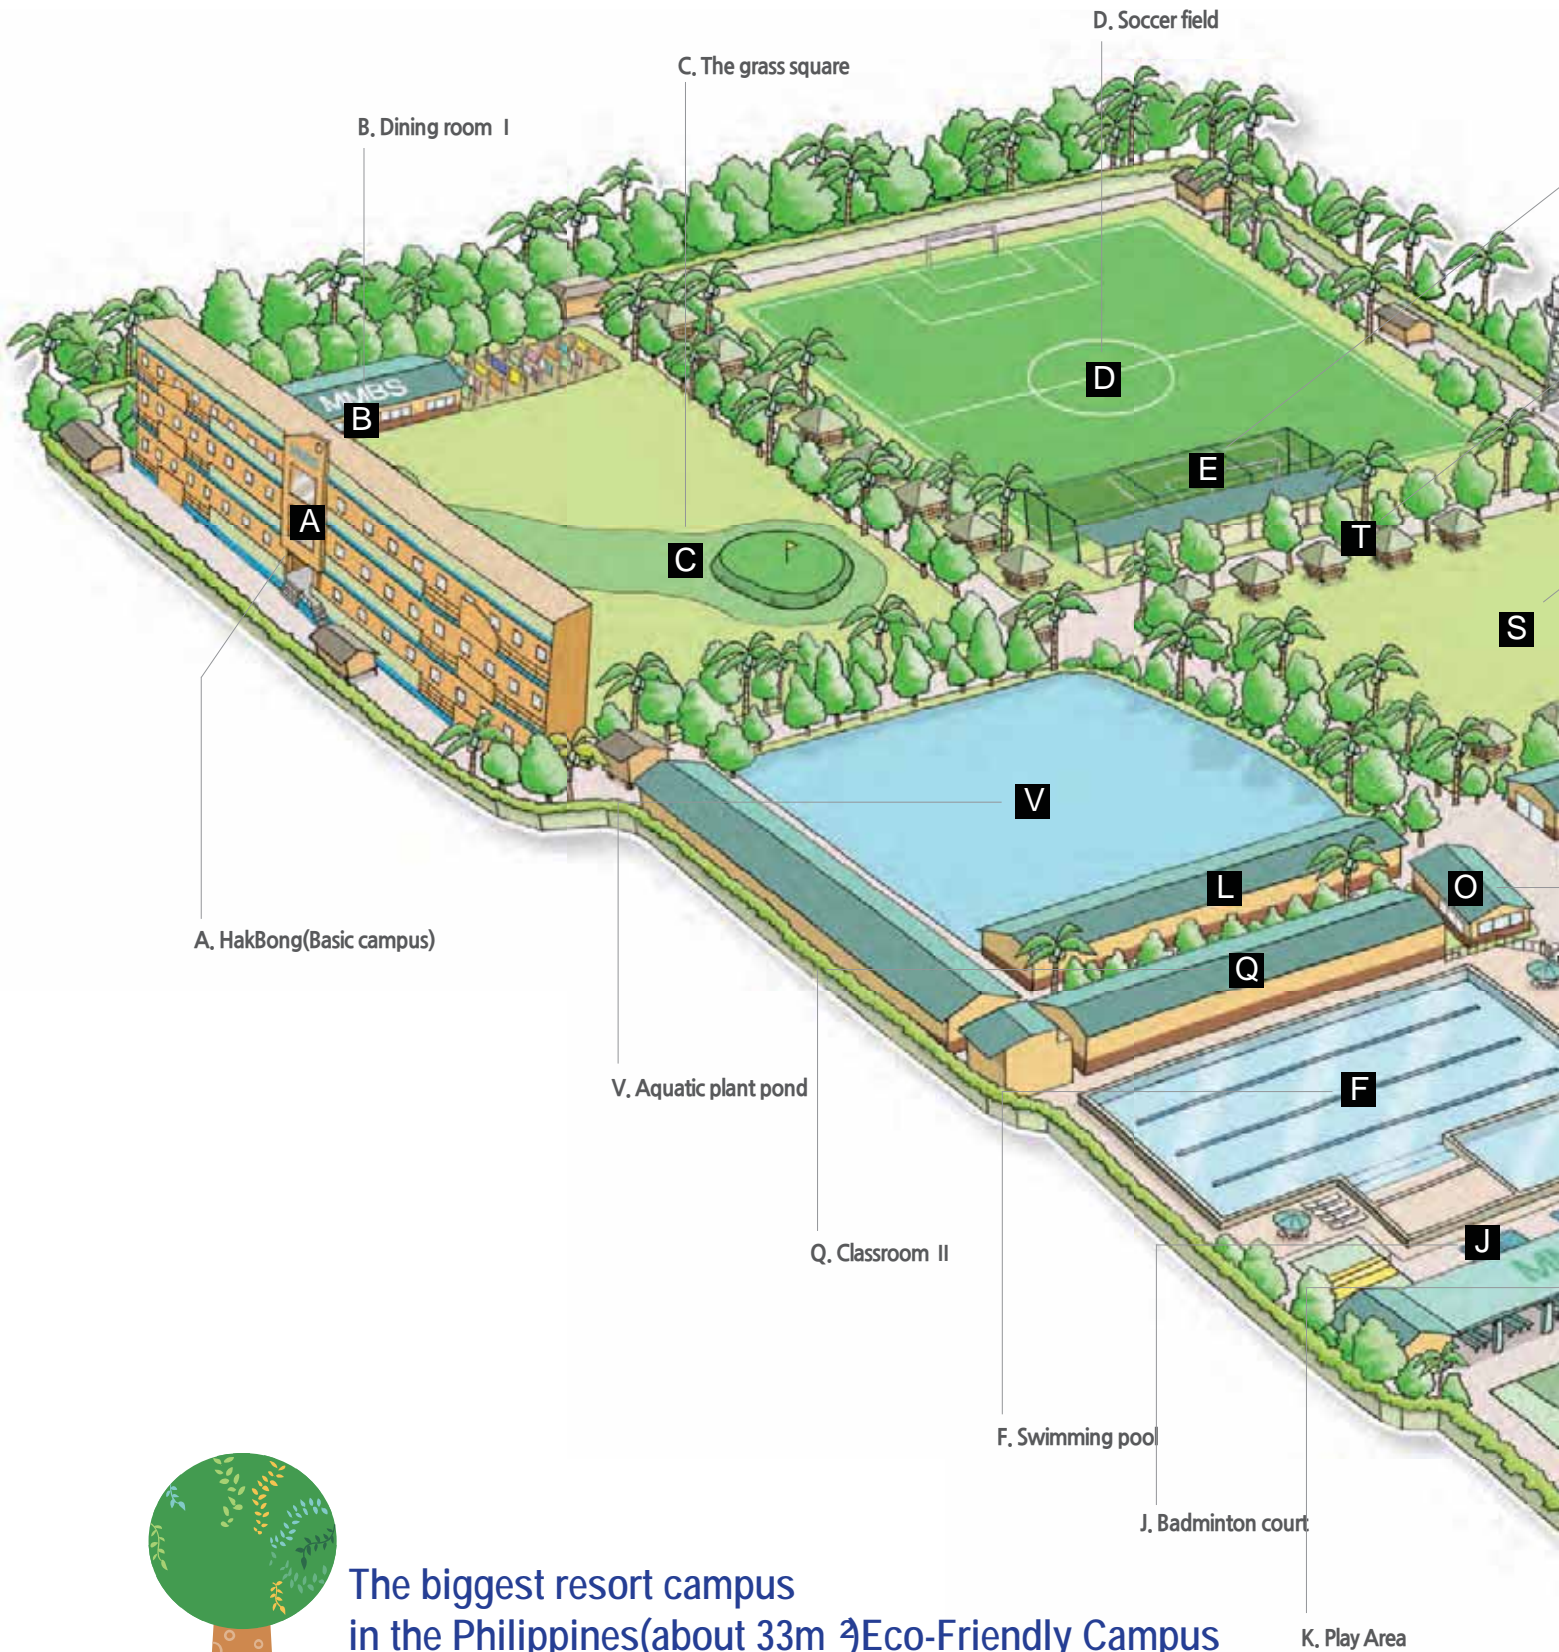 D. Soccer field
C. The grass square
B. Dining room I
D
MMBS
B
E
A
T
C
S
V
L
O
Q
A. HakBong(Basic campus)
V. Aquatic plant pond
F
J
Q. Classroom II
F. Swimming pool
J. Badminton court
The biggest resort campus
in the Philippines(about 33m 2)Eco-Friendly Campus
K. Play Area